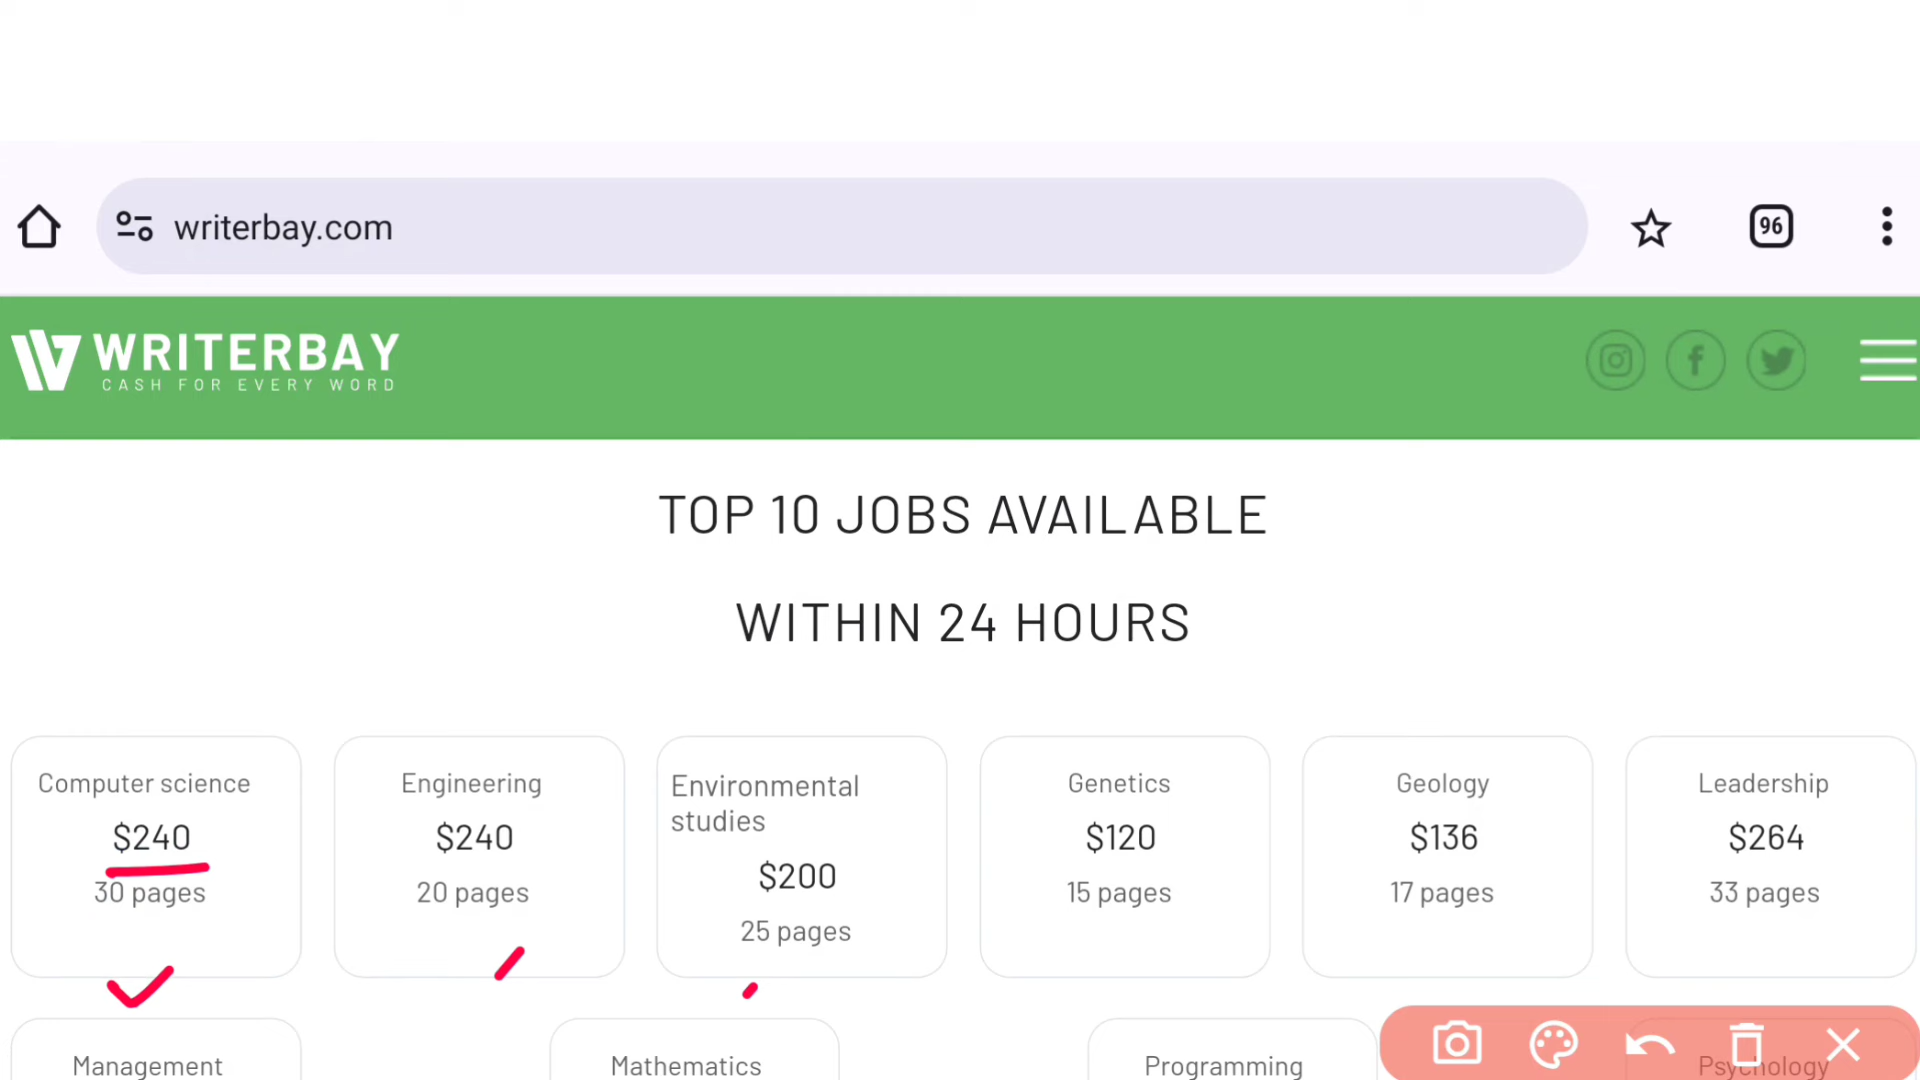 writerbay.com
96
WRITERBAY
CASH FOR EVERY WORD
TOP 10 JOBS AVAILABLE
WITHIN 24 HOURS
Computer science
$240
30 pages
Engineering
$240
20 pages
Environmental
studies
$200
25 pages
Genetics
$120
15 pages
Geology
$136
17 pages
Leadership
$264
33 pages
Management
Mathematics
Programming
Psychology